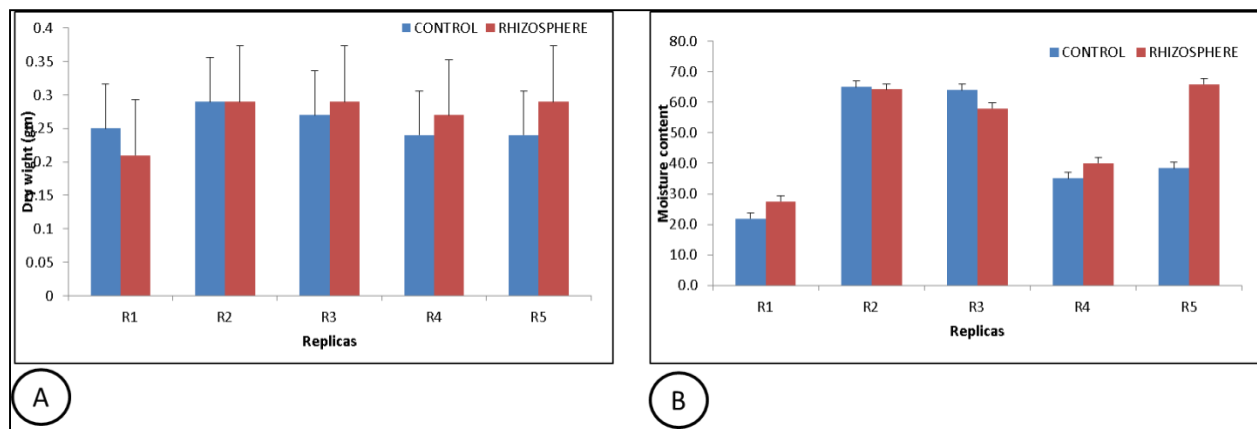 CONTROL RHIZOSPHERE
Dry wight (gm)
0.4
0.35
0.3
0.25
0.2
0.15
0.1
0.05
0
R1 R2 R3 R4 R5
Replicas
A
CONTROL RHIZOSPHERE
Moisture content
80.0
70.0
60.0
50.0
40.0
30.0
20.0
10.0
0.0
R1 R2 R3 R4 R5
Replicas
B